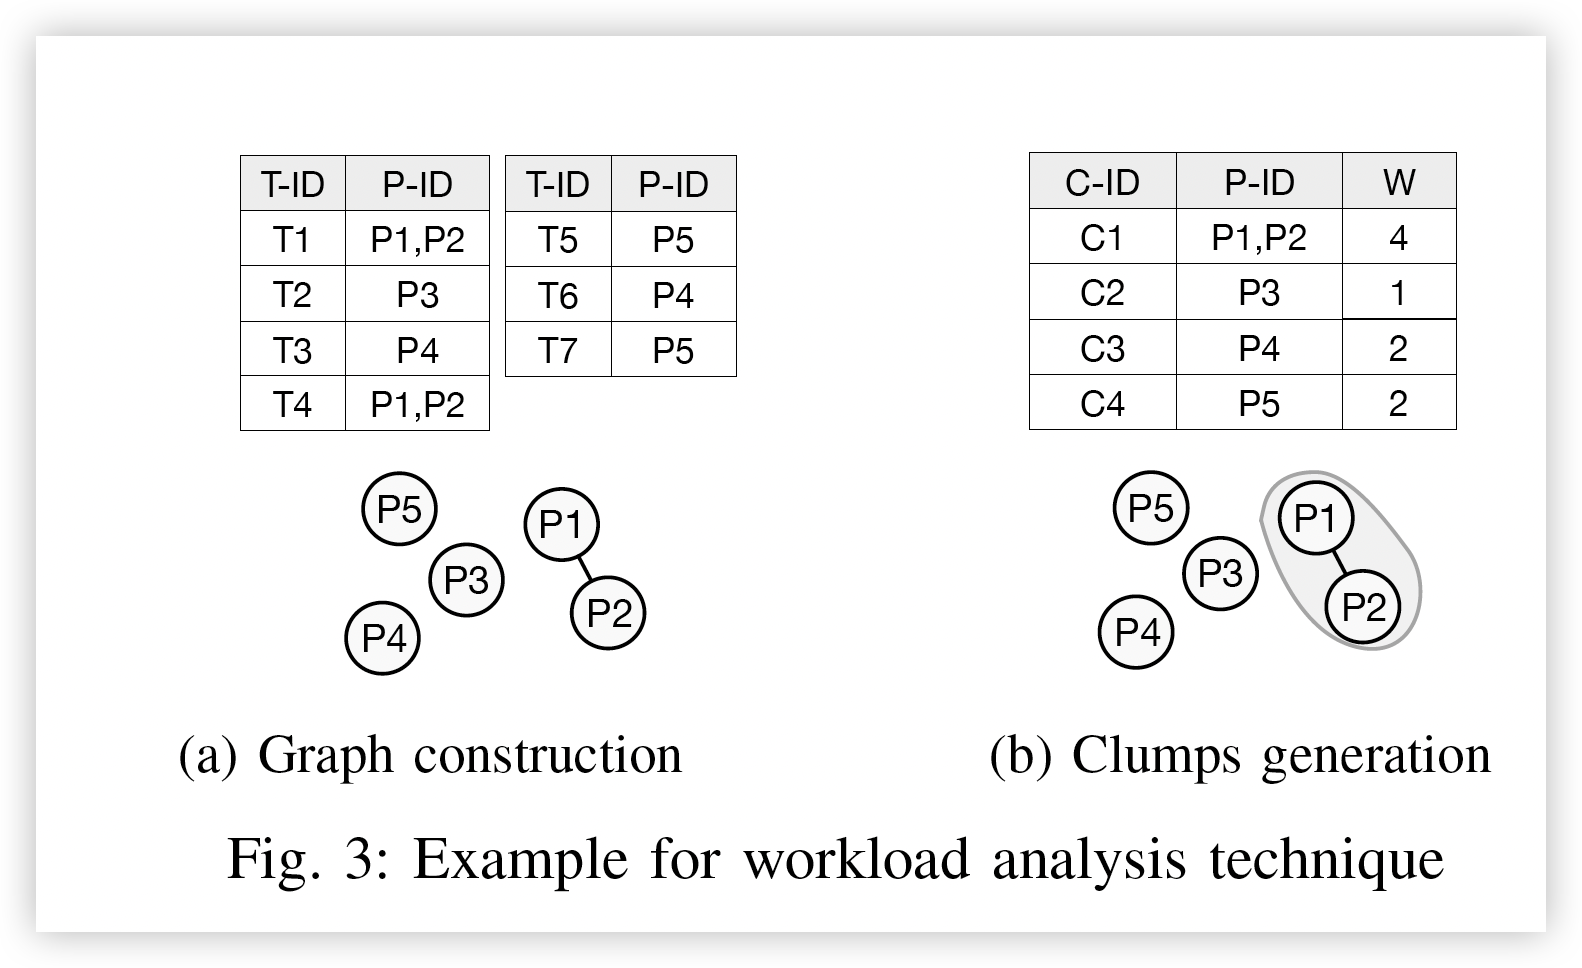 T-ID P-ID
T1 P1,P2
T2 P3
T3 P4
T4 P1,P2
T-ID P-ID
T5 P5
T6 P4
T7 P5
P5
P1
P3
P2
P4
(a) Graph construction
C-ID P-ID W
C1 P1,P2 4
C2 P3 1
C3 P4 2
C4 P5 2
P5
P1
P3
P2
P4
(b) Clumps generation
Fig. 3: Example for workload analysis technique